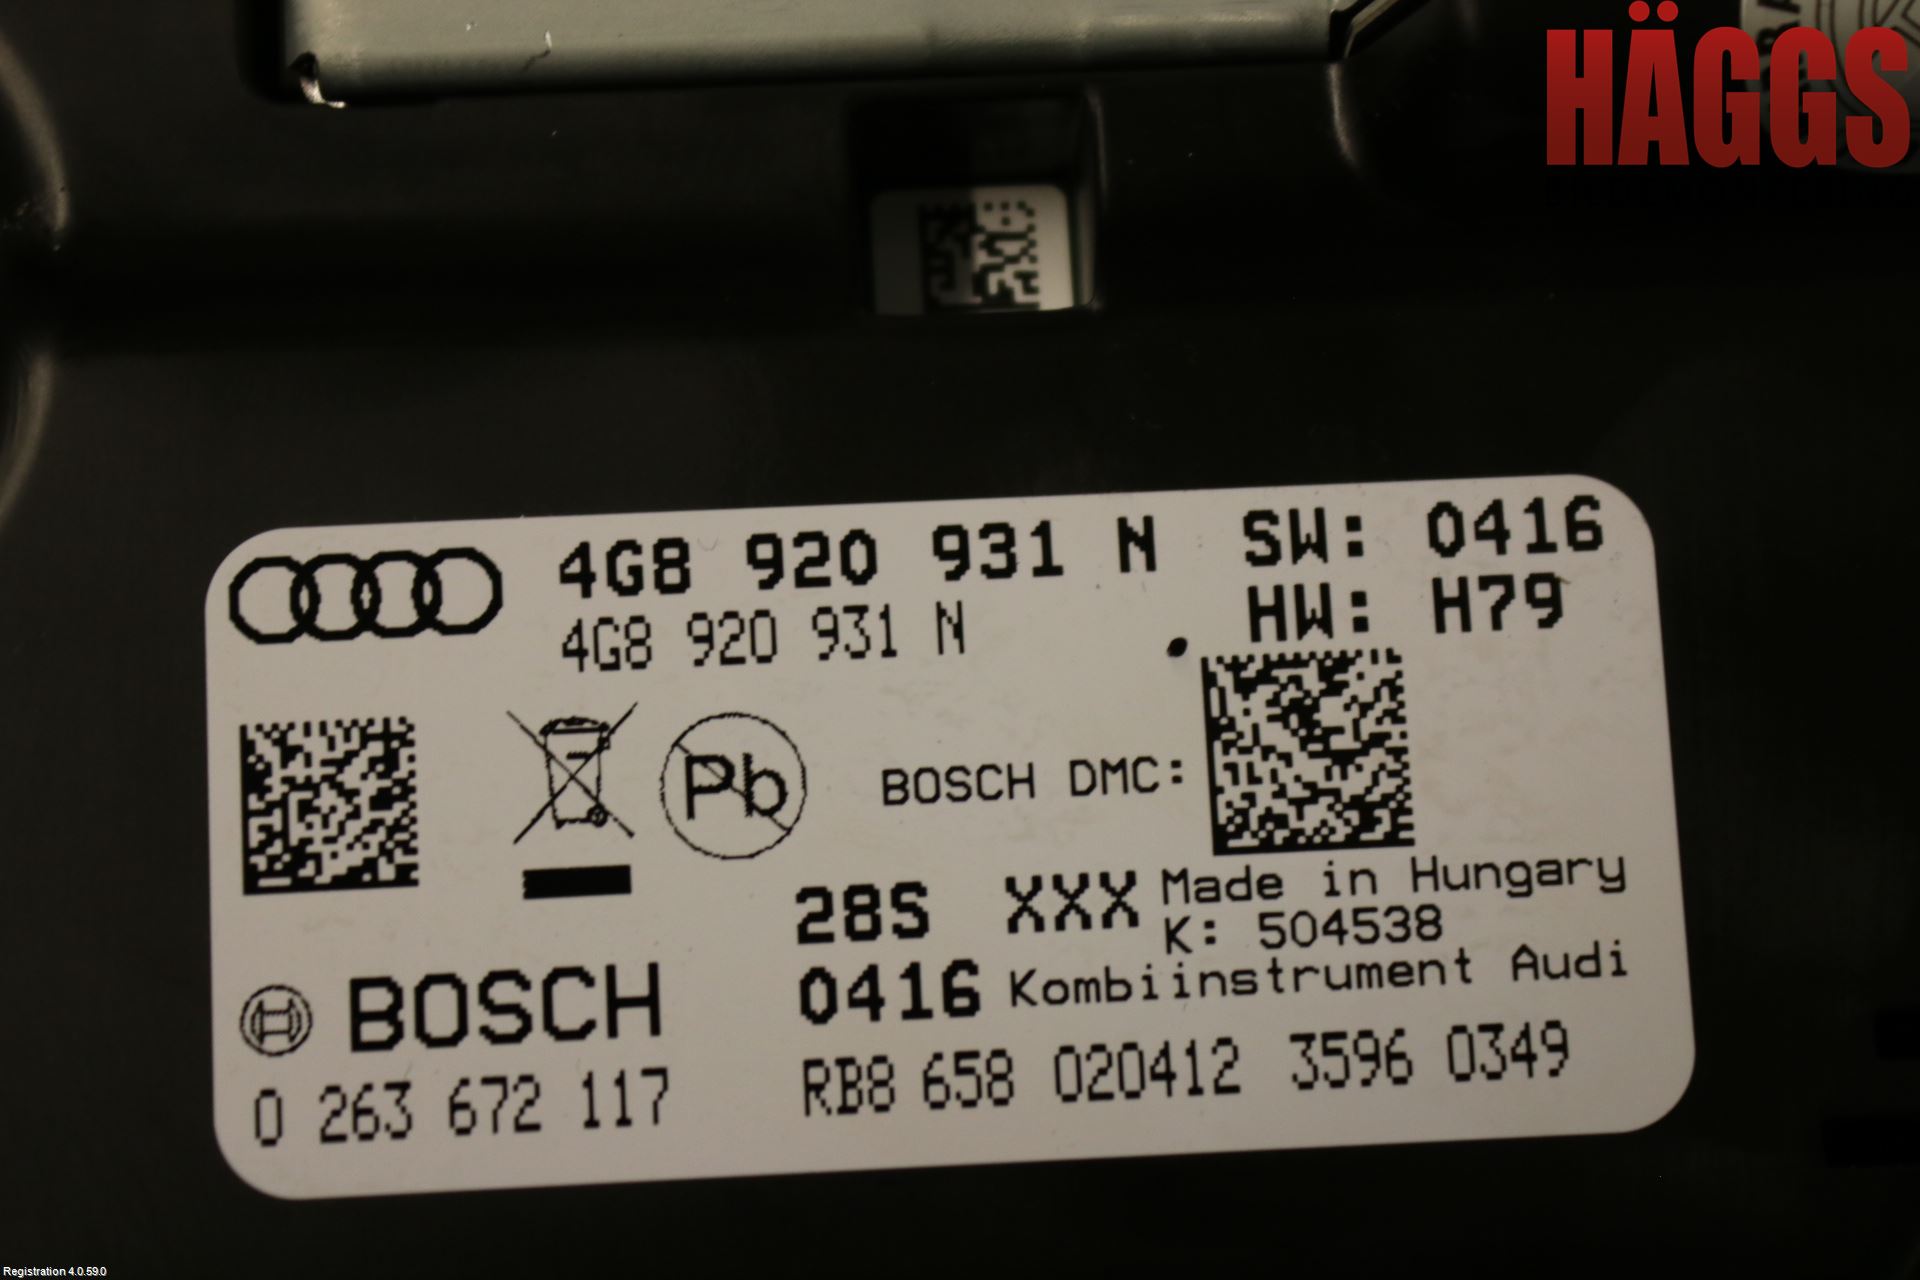 HÄGGS
4G8 920 931 N SW: 0416
4G8 920 931 N HW: H79
Pb
BOSCH DMC:
28S XXX Made in Hungary
K: 504538
BOSCH 0416 Kombiinstrument Audi
0 263 672 117 RB8 658 020412 3596 0349
Registration 4.0.59.0